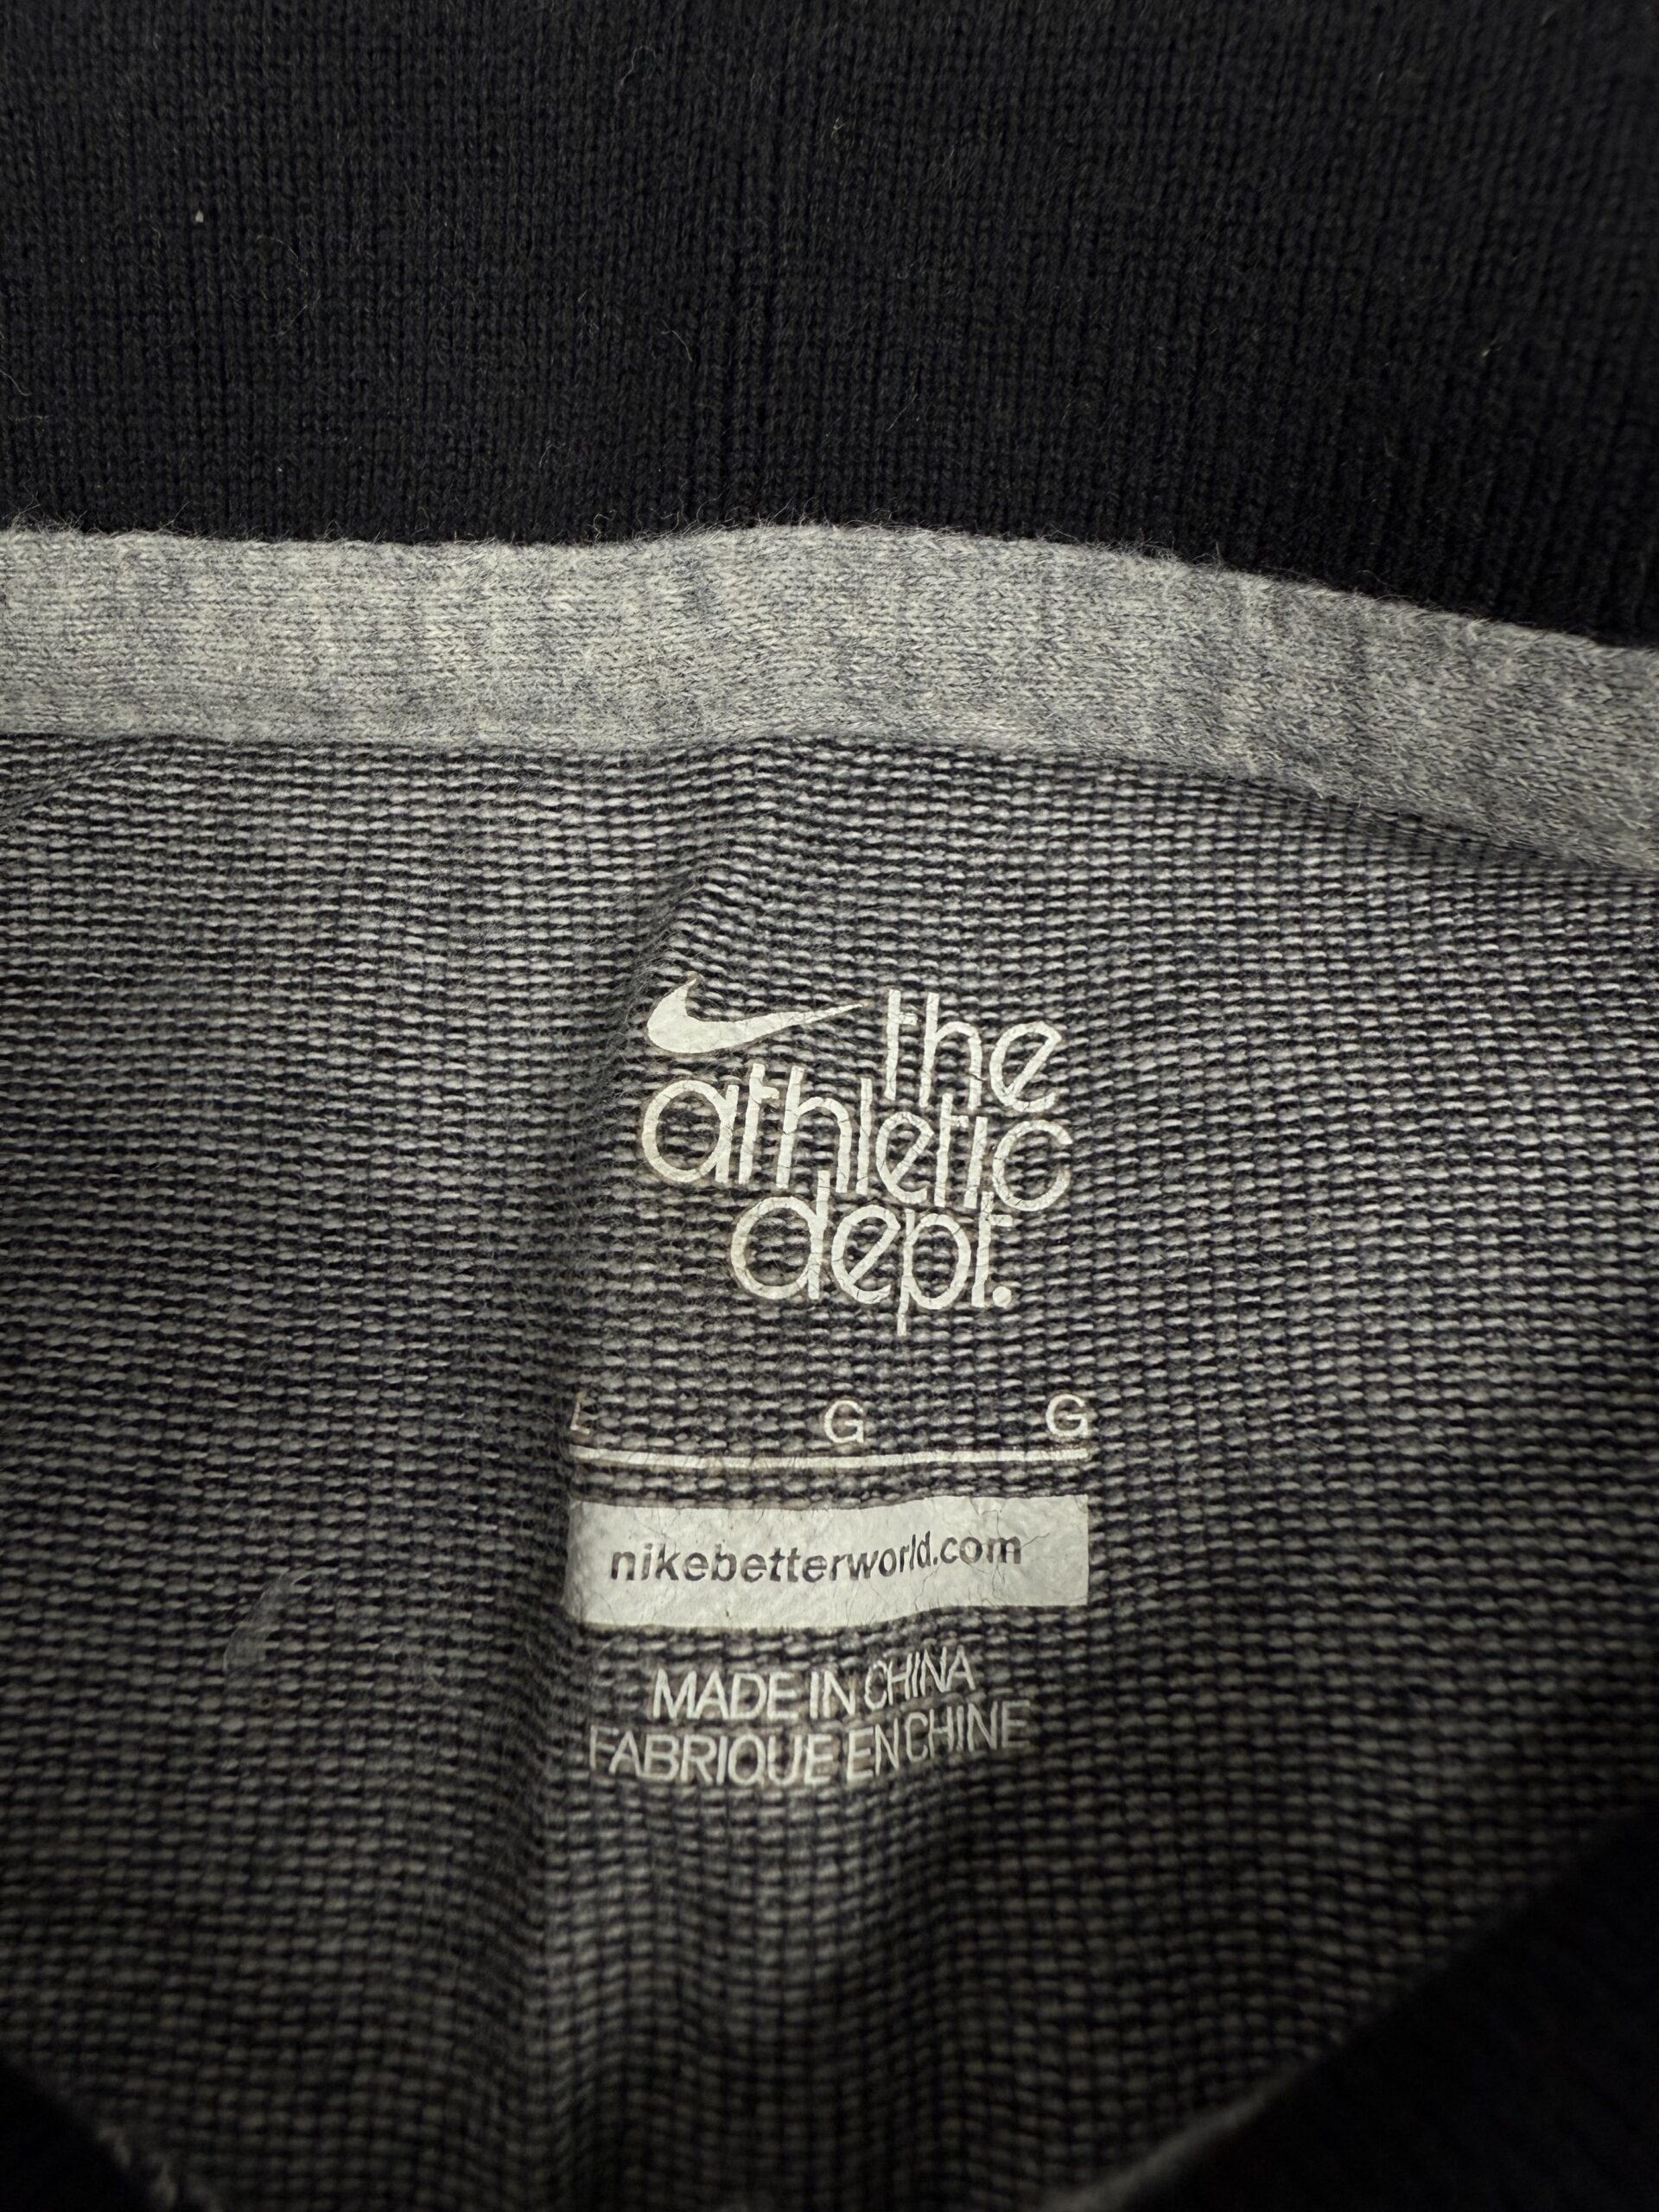 the
athletic
dept.
L G G
nikebetterworld.com
MADE IN CHINA
FABRIQUE EN CHINE